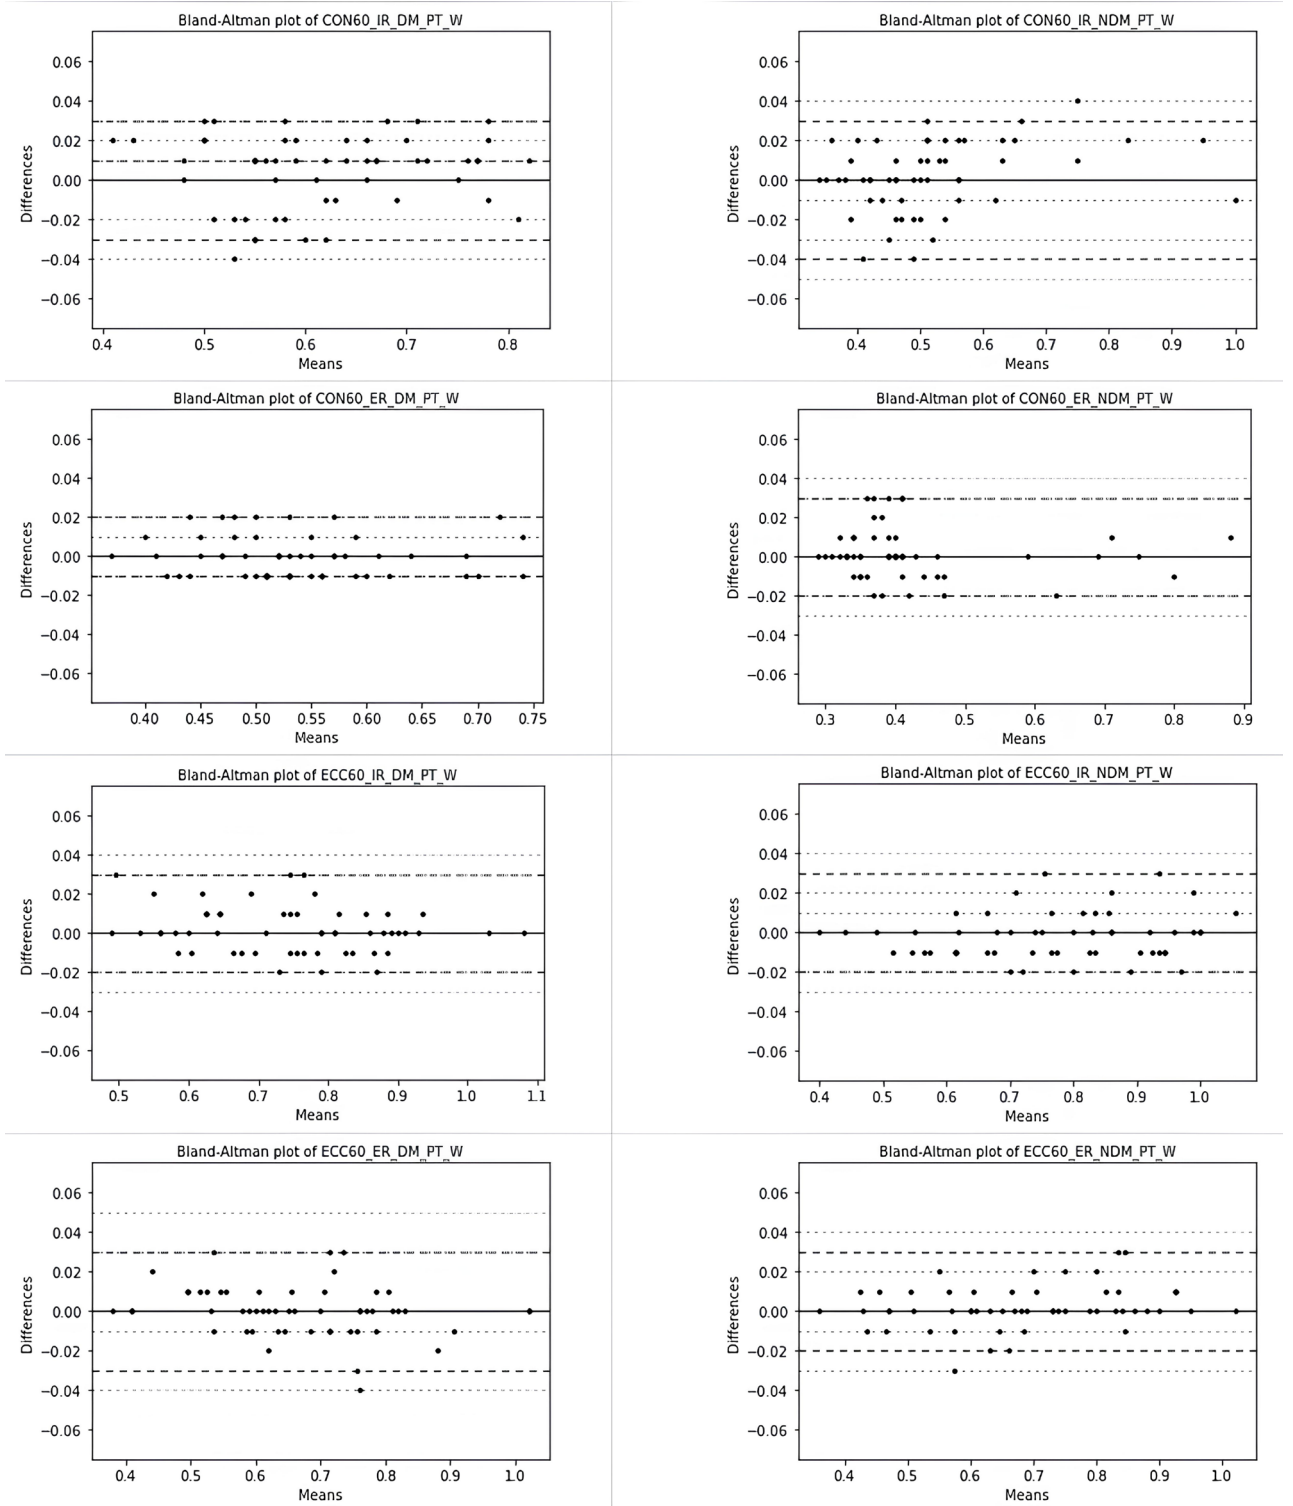 Bland-Altman plot of CON60_IR_DM_PT_W
0.06
0.04
0.02
0.00
−0.02
−0.04
−0.06
Differences
0.4 0.5 0.6 0.7 0.8
Means
Bland-Altman plot of CON60_IR_NDM_PT_W
0.06
0.04
0.02
0.00
−0.02
−0.04
−0.06
Differences
0.4 0.5 0.6 0.7 0.8 0.9 1.0
Means
Bland-Altman plot of CON60_ER_DM_PT_W
0.06
0.04
0.02
0.00
−0.02
−0.04
−0.06
Differences
0.40 0.45 0.50 0.55 0.60 0.65 0.70 0.75
Means
Bland-Altman plot of CON60_ER_NDM_PT_W
0.06
0.04
0.02
0.00
−0.02
−0.04
−0.06
Differences
0.3 0.4 0.5 0.6 0.7 0.8 0.9
Means
Bland-Altman plot of ECC60_IR_DM_PT_W
0.06
0.04
0.02
0.00
−0.02
−0.04
−0.06
Differences
0.5 0.6 0.7 0.8 0.9 1.0 1.1
Means
Bland-Altman plot of ECC60_IR_NDM_PT_W
0.06
0.04
0.02
0.00
−0.02
−0.04
−0.06
Differences
0.4 0.5 0.6 0.7 0.8 0.9 1.0
Means
Bland-Altman plot of ECC60_ER_DM_PT_W
0.06
0.04
0.02
0.00
−0.02
−0.04
−0.06
Differences
0.4 0.5 0.6 0.7 0.8 0.9 1.0
Means
Bland-Altman plot of ECC60_ER_NDM_PT_W
0.06
0.04
0.02
0.00
−0.02
−0.04
−0.06
Differences
0.4 0.5 0.6 0.7 0.8 0.9 1.0
Means